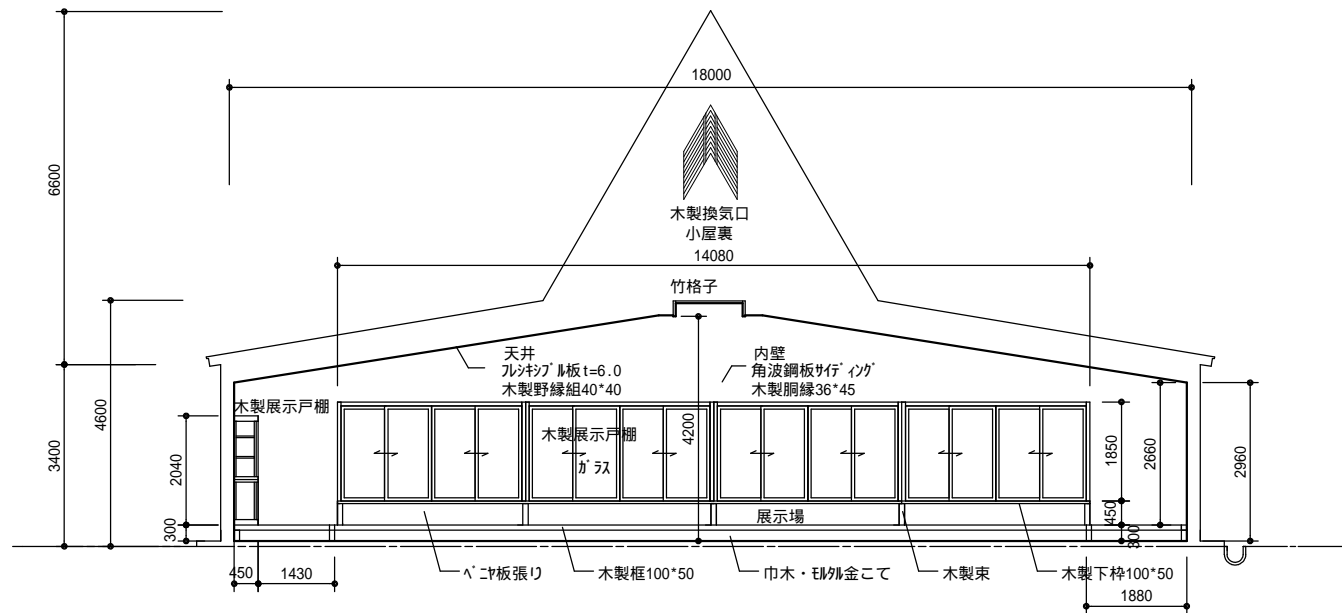 18000
6600
木製換気口
小屋裏
14080
竹格子
天井
フレシキシブル板t=6.0
木製野縁組40*40
内壁
角波鋼板サイディング
木製胴縁36*45
4600
3400
木製展示戸棚
2040
300
木製展示戸棚
ガラス
4200
1850
2660
2960
450
300
展示場
450
1430
ベニヤ板張り
木製框100*50
巾木・モルタル金こて
木製束
木製下枠100*50
1880